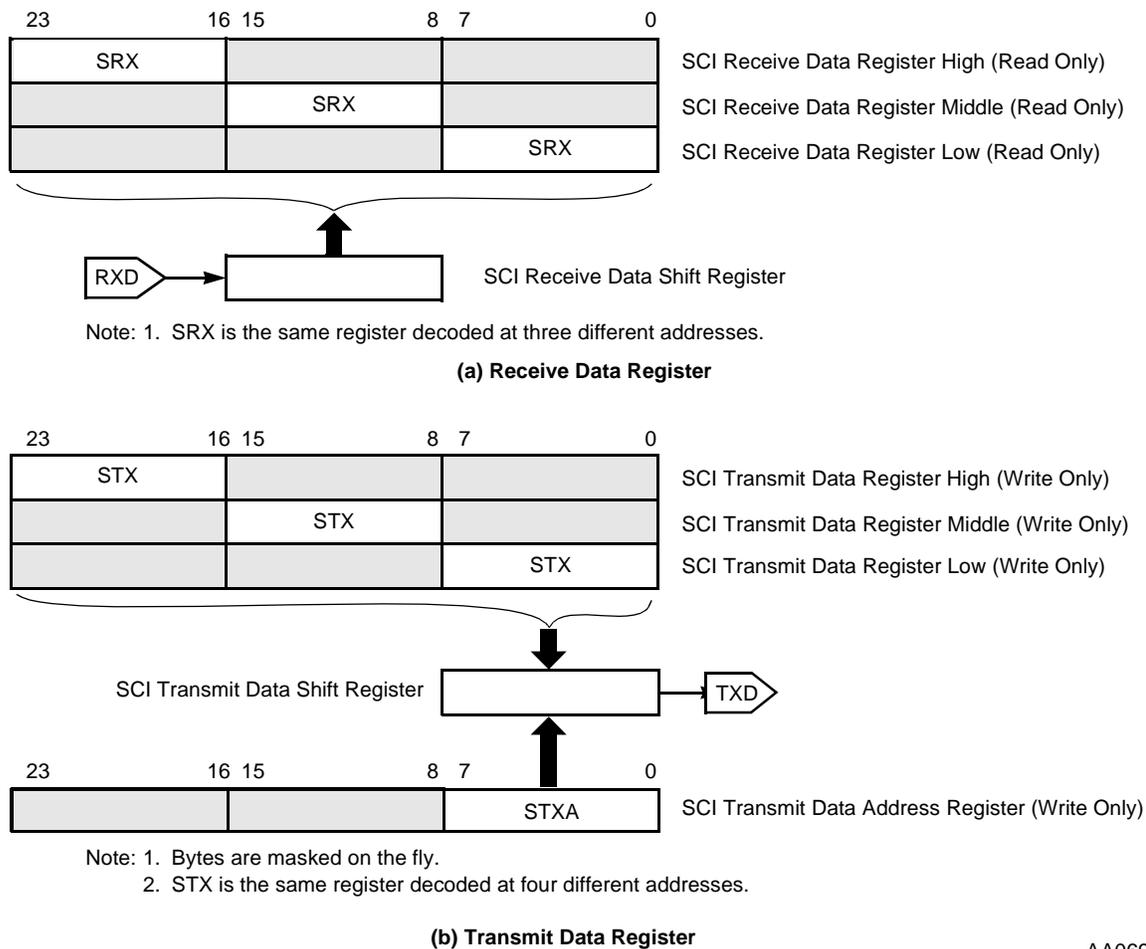 23 16 15 8 7 0
SRX SCI Receive Data Register High (Read Only)
SRX SCI Receive Data Register Middle (Read Only)
SRX SCI Receive Data Register Low (Read Only)
RXD SCI Receive Data Shift Register
Note: 1. SRX is the same register decoded at three different addresses.
(a) Receive Data Register
23 16 15 8 7 0
STX SCI Transmit Data Register High (Write Only)
STX SCI Transmit Data Register Middle (Write Only)
STX SCI Transmit Data Register Low (Write Only)
SCI Transmit Data Shift Register TXD
23 16 15 8 7 0
STXA SCI Transmit Data Address Register (Write Only)
Note: 1. Bytes are masked on the fly.
2. STX is the same register decoded at four different addresses.
(b) Transmit Data Register